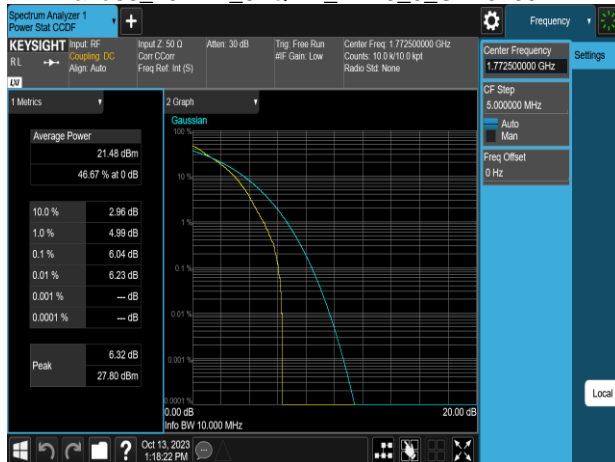 Spectrum Analyzer 1
Power Stat CCDF
Frequency
KEYSIGHT
RL
Input: RF
Coupling: DC
Align: Auto
Input Z: 50 Ω
Corr CCorr
Freq Ref: Int (S)
Atten: 30 dB
Trig: Free Run
#IF Gain: Low
Center Freq: 1.772500000 GHz
Counts: 10.0 k/10.0 kpt
Radio Std: None
1 Metrics
Average Power
21.48 dBm
46.67 % at 0 dB
10.0 % 2.96 dB
1.0 % 4.99 dB
0.1 % 6.04 dB
0.01 % 6.23 dB
0.001 % --- dB
0.0001 % --- dB
Peak
6.32 dB
27.80 dBm
2 Graph
Gaussian
100 %
10 %
1 %
0.1 %
0.01 %
0.001 %
0.0001 %
0.00 dB
20.00 dB
Info BW 10.000 MHz
Center Frequency
1.772500000 GHz
Settings
CF Step
5.000000 MHz
Auto
Man
Freq Offset
0 Hz
Local
Oct 13, 2023
1:18:22 PM